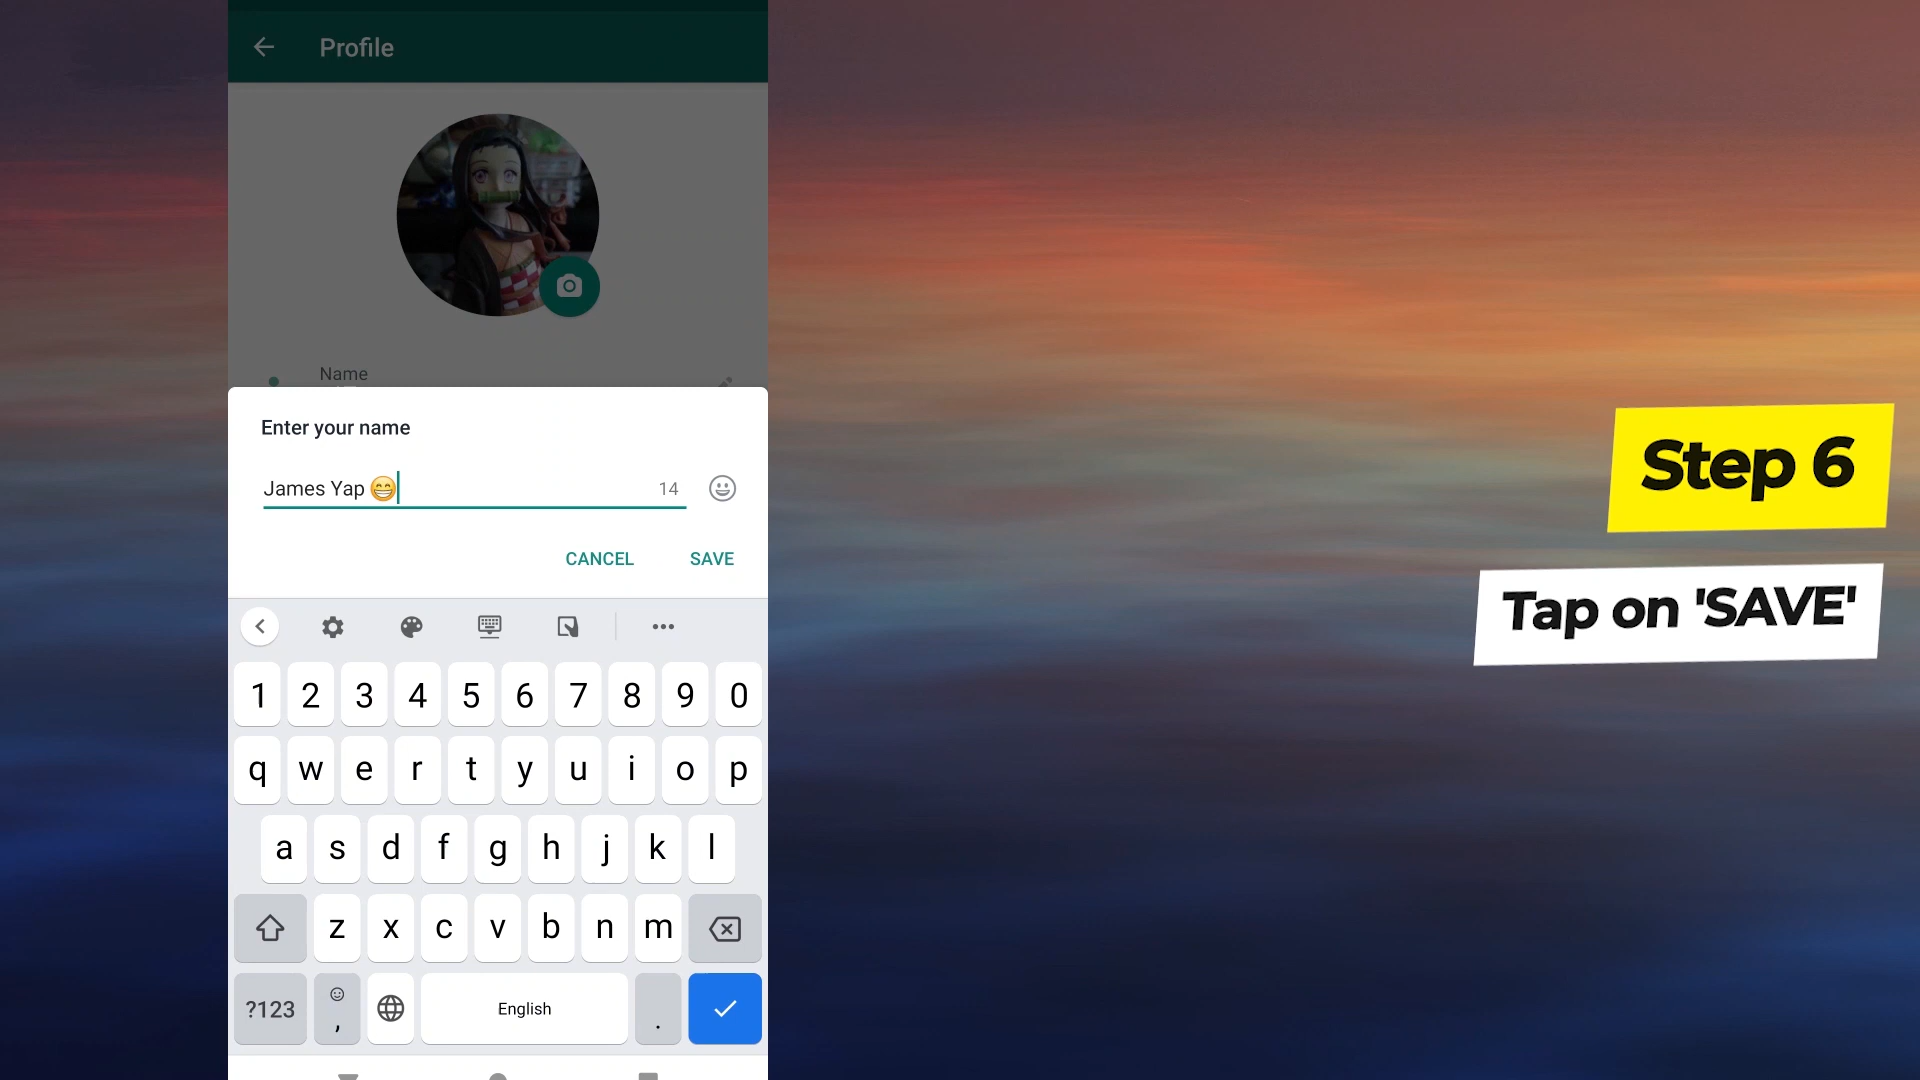 Profile
Name
Enter your name
James Yap 😁
14
CANCEL
SAVE
1 2 3 4 5 6 7 8 9 0
q w e r t y u i o p
a s d f g h j k l
z x c v b n m
?123 , English .
Step 6
Tap on 'SAVE'